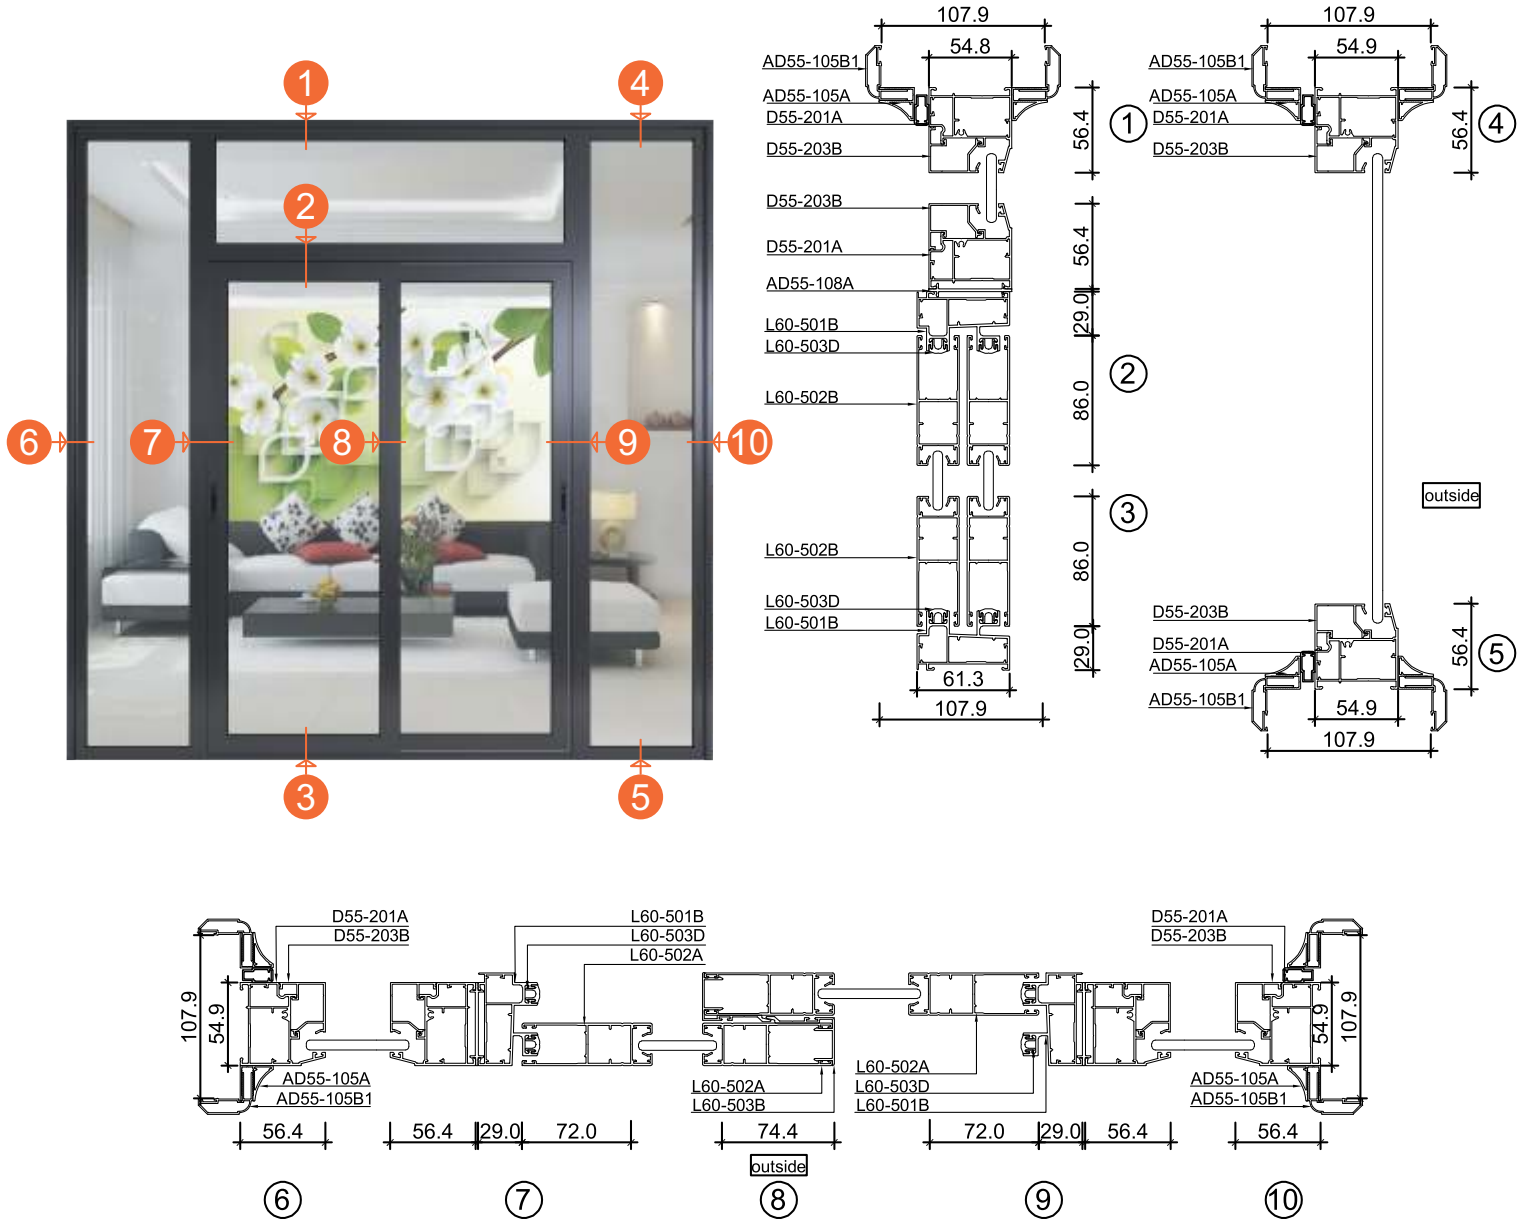 1
4
2
6
7
8
9
10
3
5
107.9
54.8
AD55-105B1
AD55-105A
D55-201A
D55-203B
56.4
1
D55-203B
D55-201A
AD55-108A
56.4
29.0
L60-501B
L60-503D
L60-502B
86.0
2
3
L60-502B
86.0
L60-503D
L60-501B
29.0
61.3
107.9
107.9
54.9
AD55-105B1
AD55-105A
D55-201A
D55-203B
56.4
4
outside
D55-203B
D55-201A
AD55-105A
AD55-105B1
56.4
5
54.9
107.9
D55-201A
D55-203B
107.9
54.9
AD55-105A
AD55-105B1
L60-501B
L60-503D
L60-502A
L60-502A
L60-503B
L60-502A
L60-503D
L60-501B
D55-201A
D55-203B
54.9
107.9
AD55-105A
AD55-105B1
56.4
56.4
29.0
72.0
74.4
72.0
29.0
56.4
56.4
outside
6
7
8
9
10